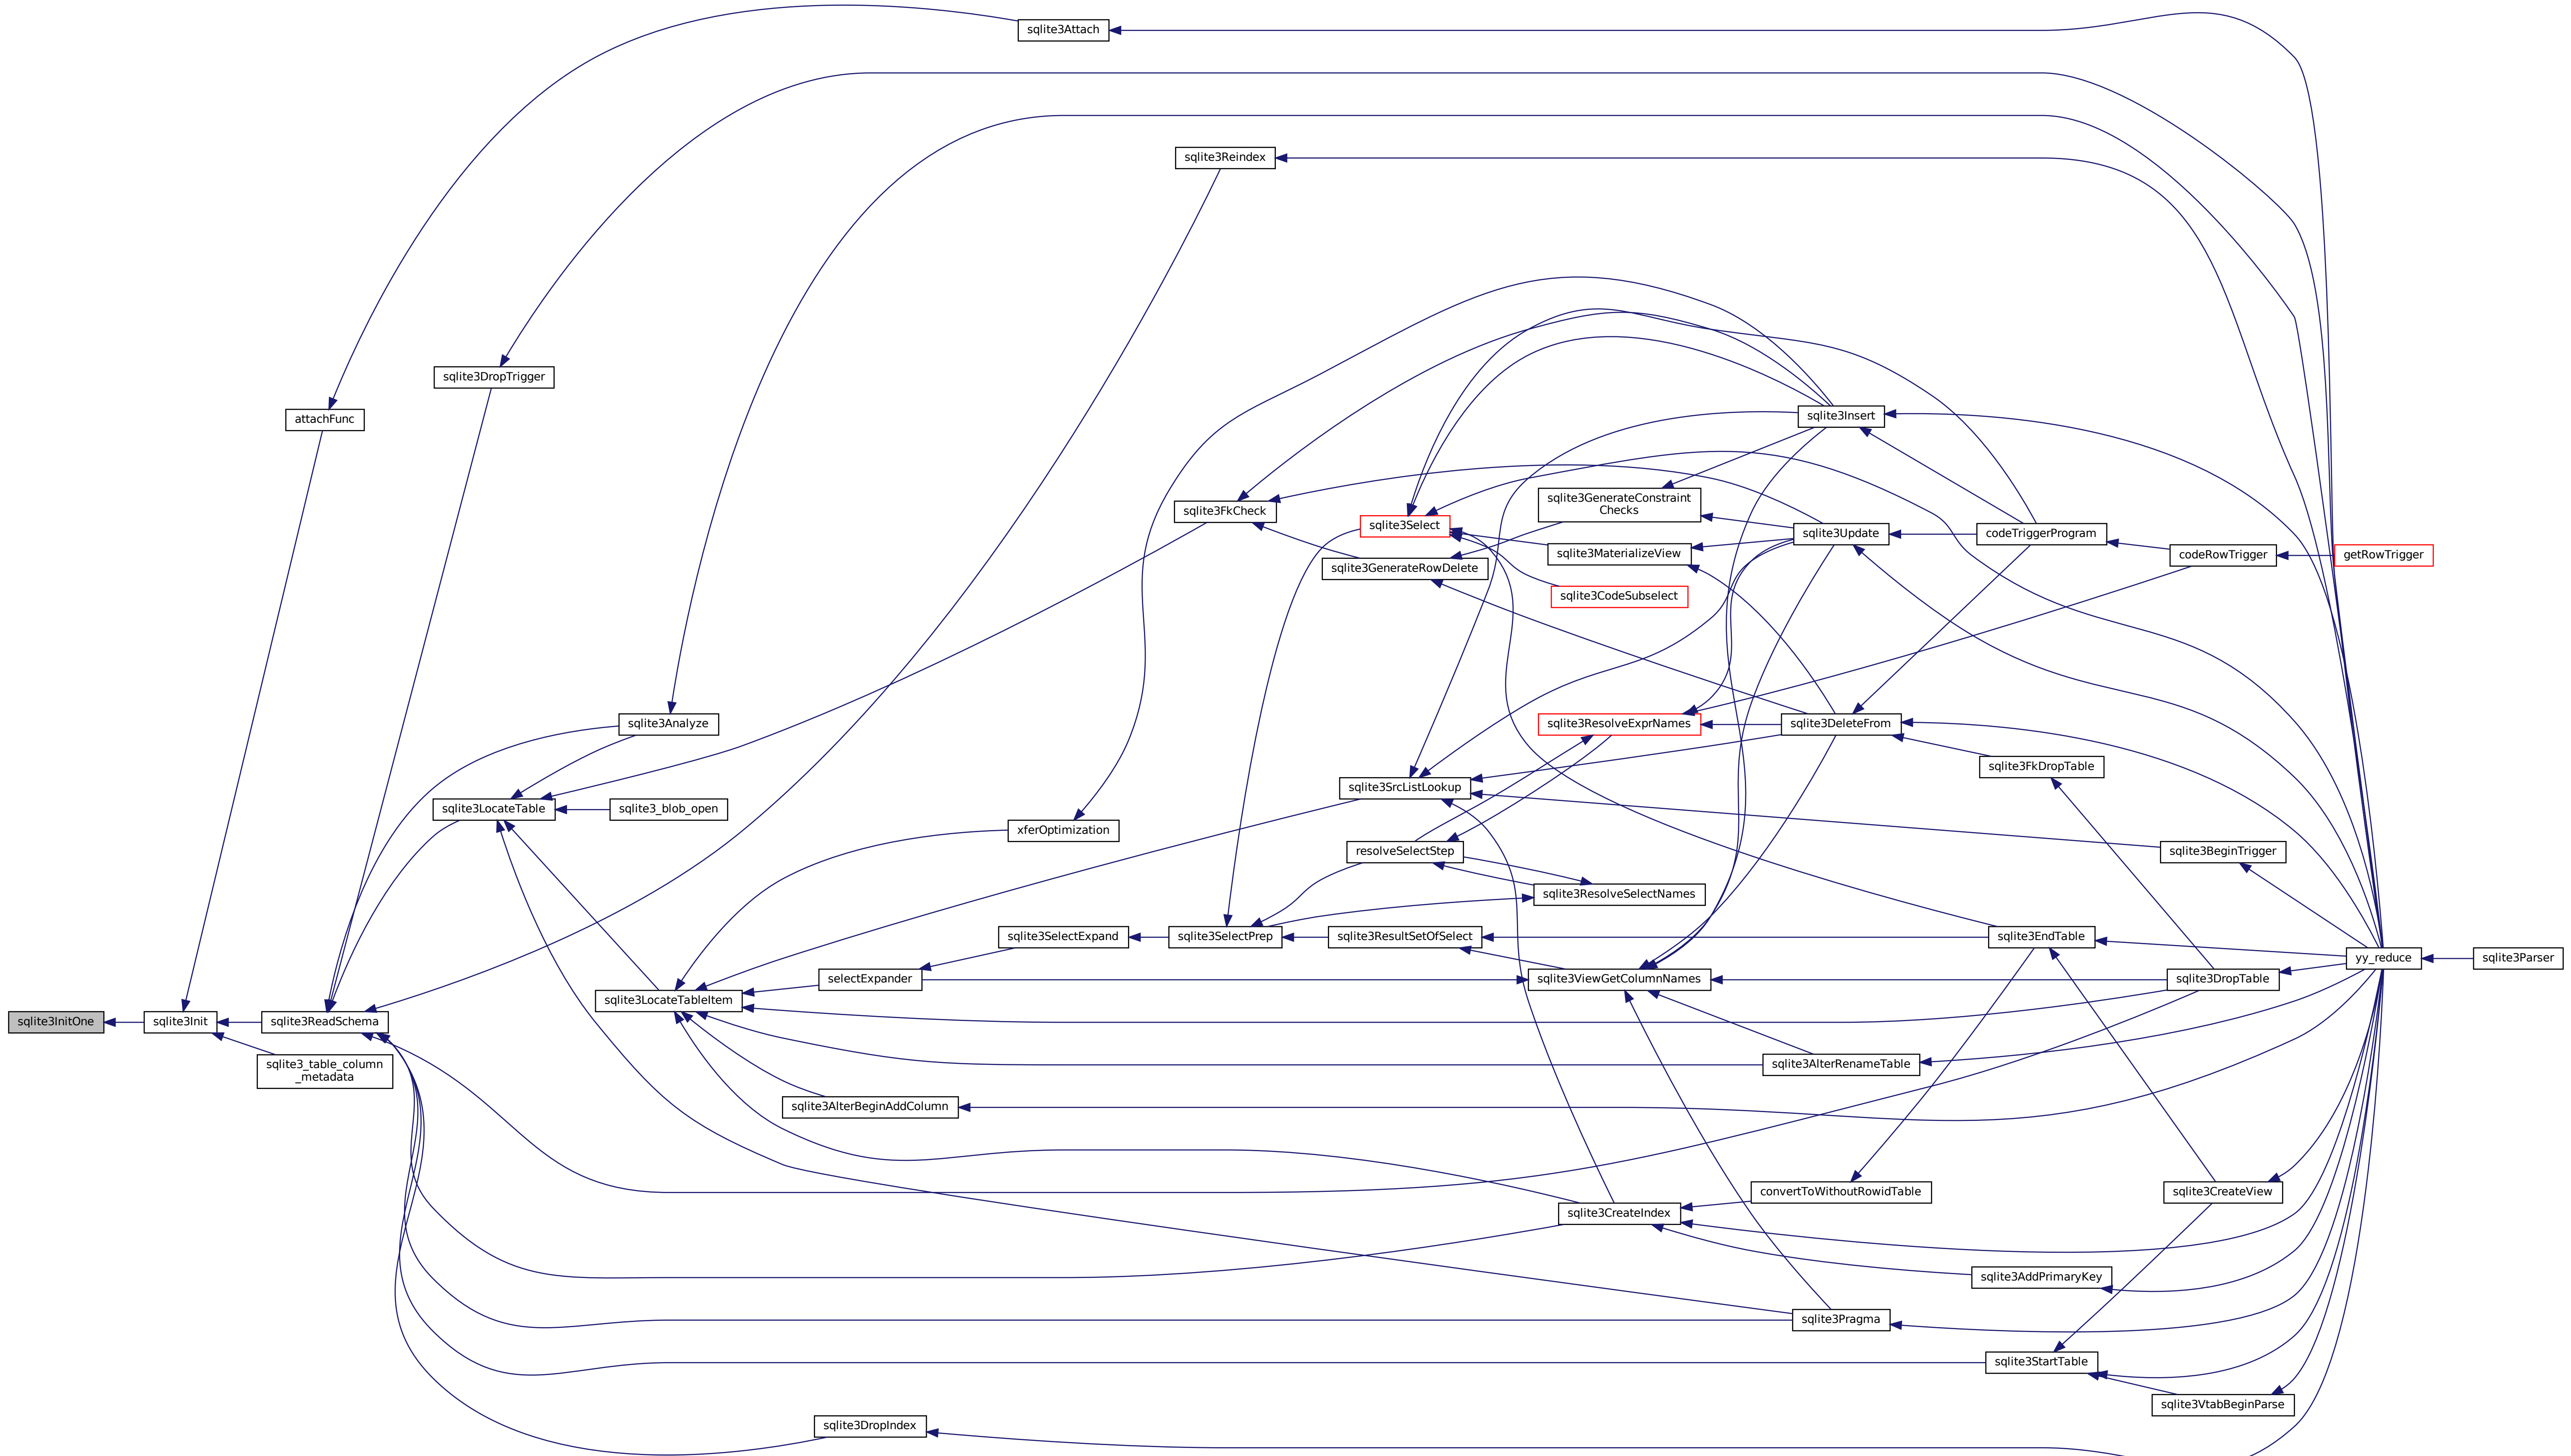 sqlite3Attach
sqlite3Reindex
sqlite3DropTrigger
attachFunc
sqlite3Insert
sqlite3GenerateConstraint
Checks
sqlite3FkCheck
sqlite3Select
sqlite3Update
codeTriggerProgram
sqlite3MaterializeView
codeRowTrigger
getRowTrigger
sqlite3GenerateRowDelete
sqlite3CodeSubselect
sqlite3Analyze
sqlite3ResolveExprNames
sqlite3DeleteFrom
sqlite3FkDropTable
sqlite3SrcListLookup
sqlite3LocateTable
sqlite3_blob_open
xferOptimization
resolveSelectStep
sqlite3BeginTrigger
sqlite3ResolveSelectNames
sqlite3SelectExpand
sqlite3SelectPrep
sqlite3ResultSetOfSelect
sqlite3EndTable
yy_reduce
sqlite3Parser
selectExpander
sqlite3ViewGetColumnNames
sqlite3DropTable
sqlite3LocateTableItem
sqlite3InitOne
sqlite3Init
sqlite3ReadSchema
sqlite3_table_column
_metadata
sqlite3AlterRenameTable
sqlite3AlterBeginAddColumn
convertToWithoutRowidTable
sqlite3CreateView
sqlite3CreateIndex
sqlite3AddPrimaryKey
sqlite3Pragma
sqlite3StartTable
sqlite3VtabBeginParse
sqlite3DropIndex